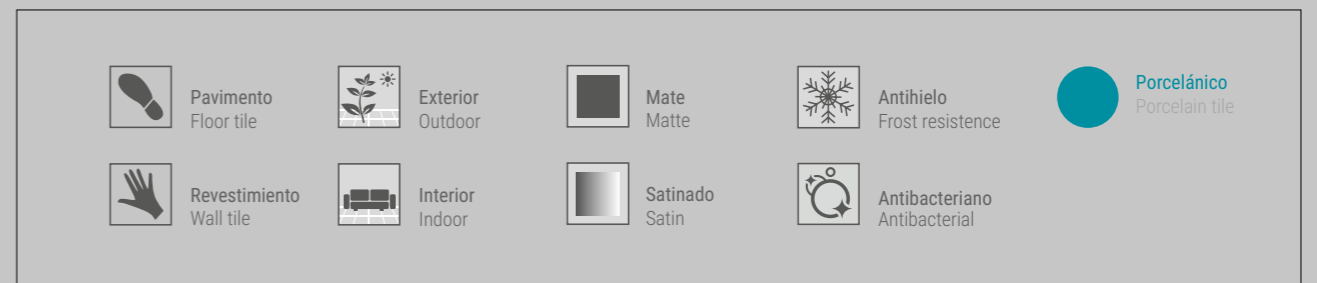 Pavimento
Floor tile
Exterior
Outdoor
Mate
Matte
Antihielo
Frost resistence
Porcelánico
Porcelain tile
Revestimiento
Wall tile
Interior
Indoor
Satinado
Satin
Antibacteriano
Antibacterial